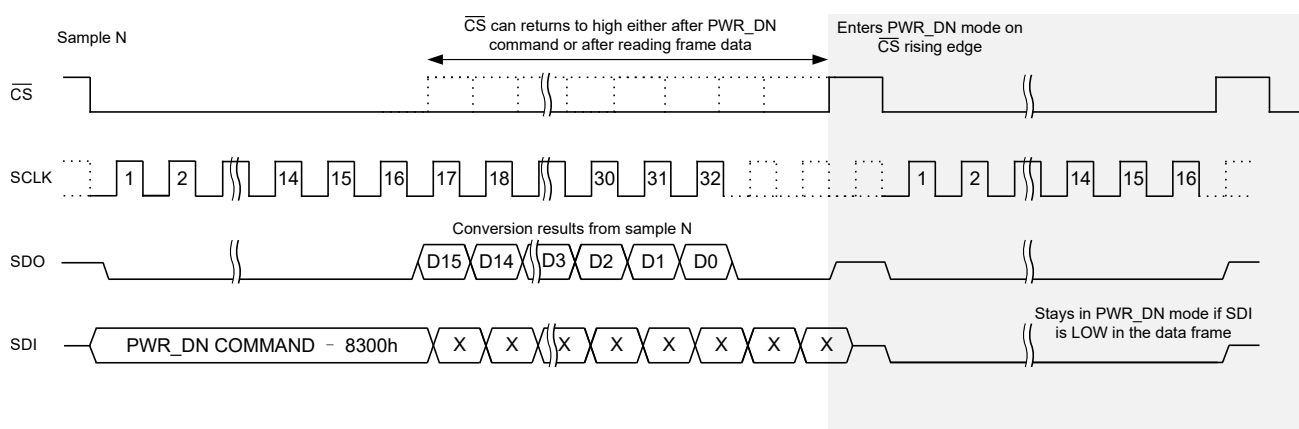 Sample N
CS can returns to high either after PWR_DN
command or after reading frame data
Enters PWR_DN mode on
CS rising edge
CS
SCLK
1 2 14 15 16 17 18 30 31 32 1 2 14 15 16
Conversion results from sample N
SDO
D15 D14 D3 D2 D1 D0
Stays in PWR_DN mode if SDI
is LOW in the data frame
SDI
PWR_DN COMMAND – 8300h X X X X X X X X